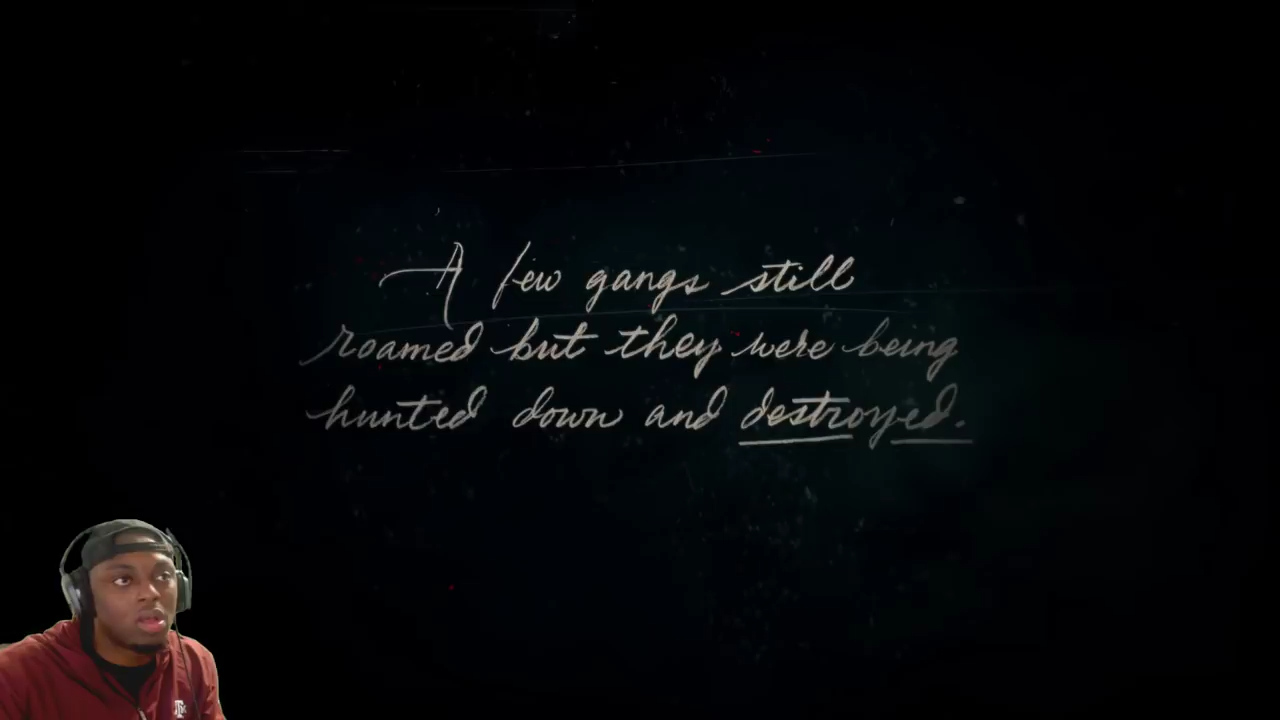 A few gangs still
roamed but they were being
hunted down and destroyed.